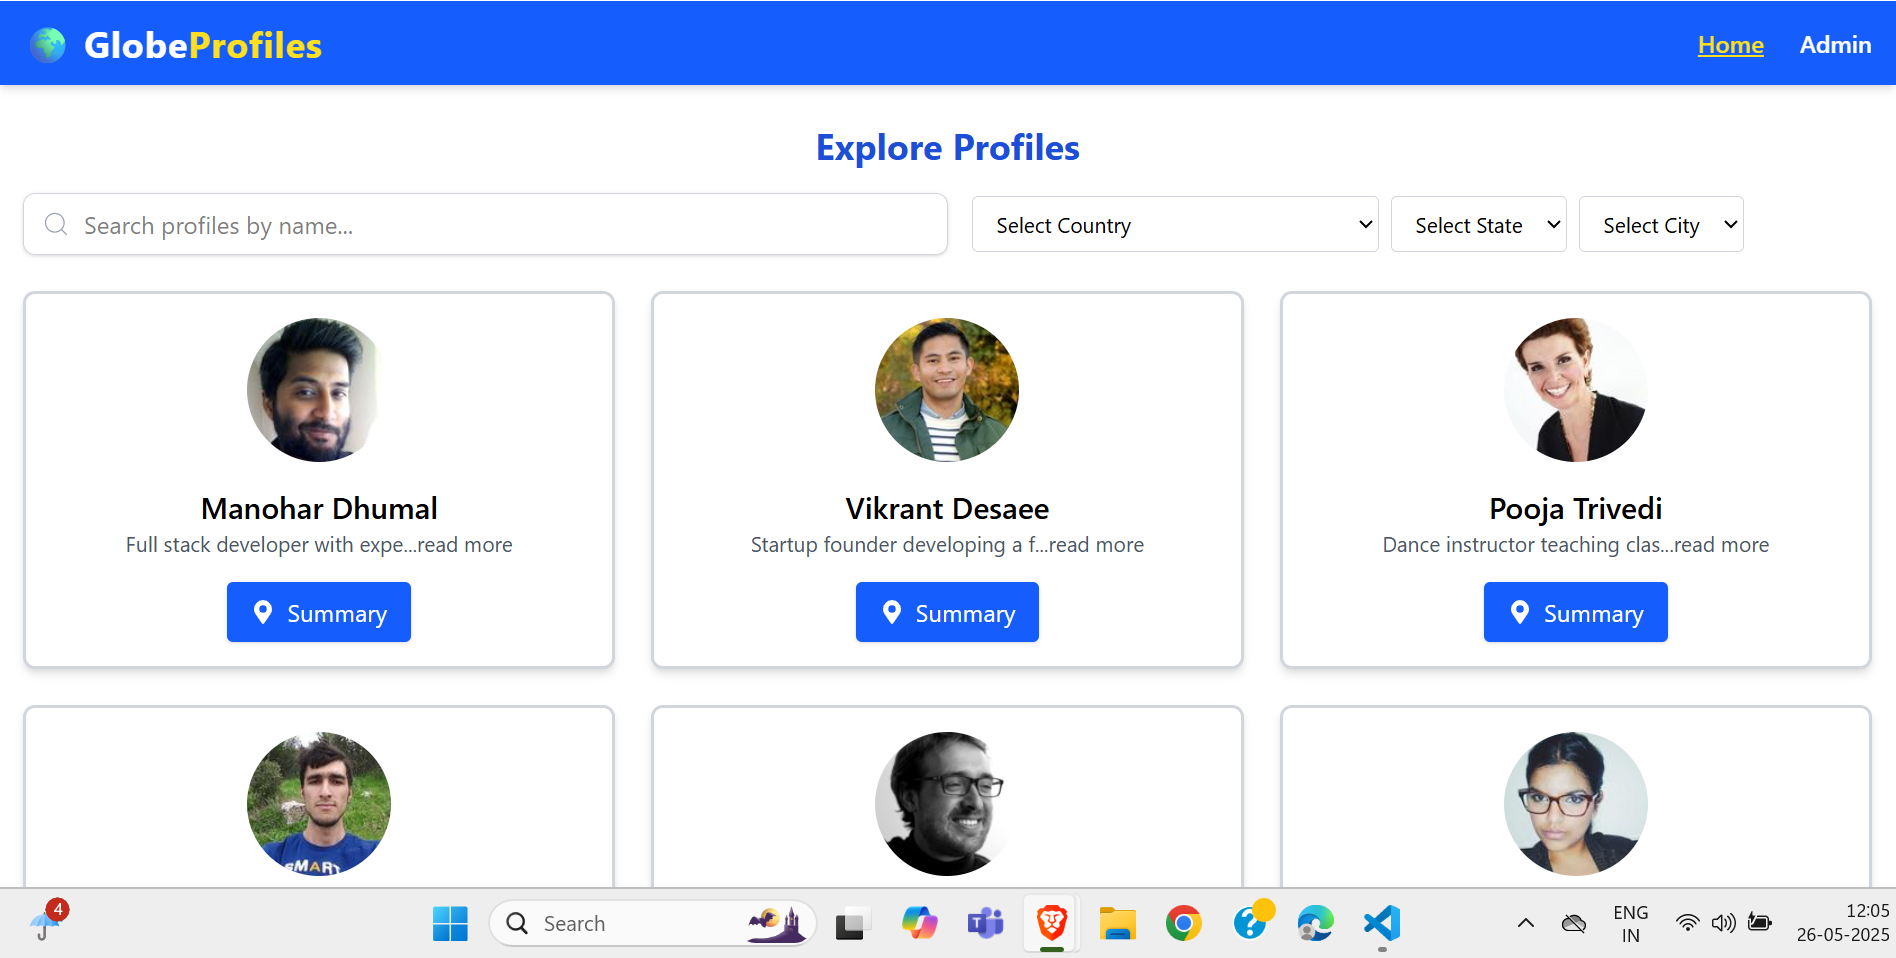 GlobeProfiles
Home Admin
Explore Profiles
Search profiles by name...
Select Country
Select State
Select City
Manohar Dhumal
Full stack developer with expe...read more
Summary
Vikrant Desaee
Startup founder developing a f...read more
Summary
Pooja Trivedi
Dance instructor teaching clas...read more
Summary
SMART
4
Search
T
?
ENG
IN
12:05
26-05-2025